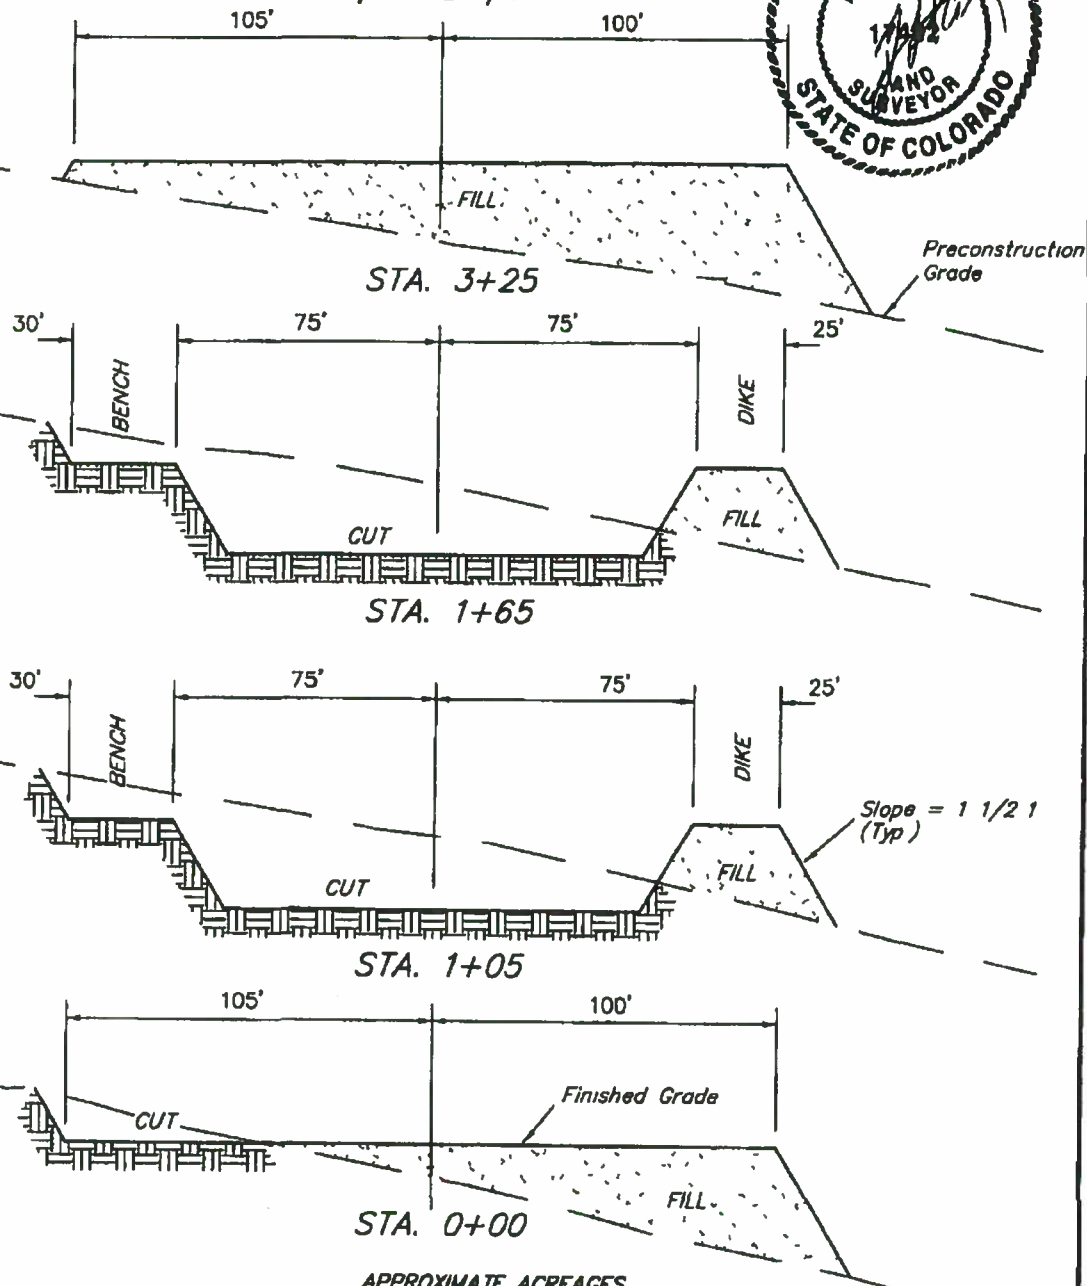 105' 100'
LAND
SURVEYOR
STATE OF COLORADO
FILL
Preconstruction
Grade
STA. 3+25
30' 75' 75' 25'
BENCH
DIKE
FILL
CUT
STA. 1+65
30' 75' 75' 25'
BENCH
DIKE
Slope = 1 1/2 1
(Typ)
FILL
CUT
STA. 1+05
105' 100'
Finished Grade
CUT
FILL
STA. 0+00
APPROXIMATE ACREAGES